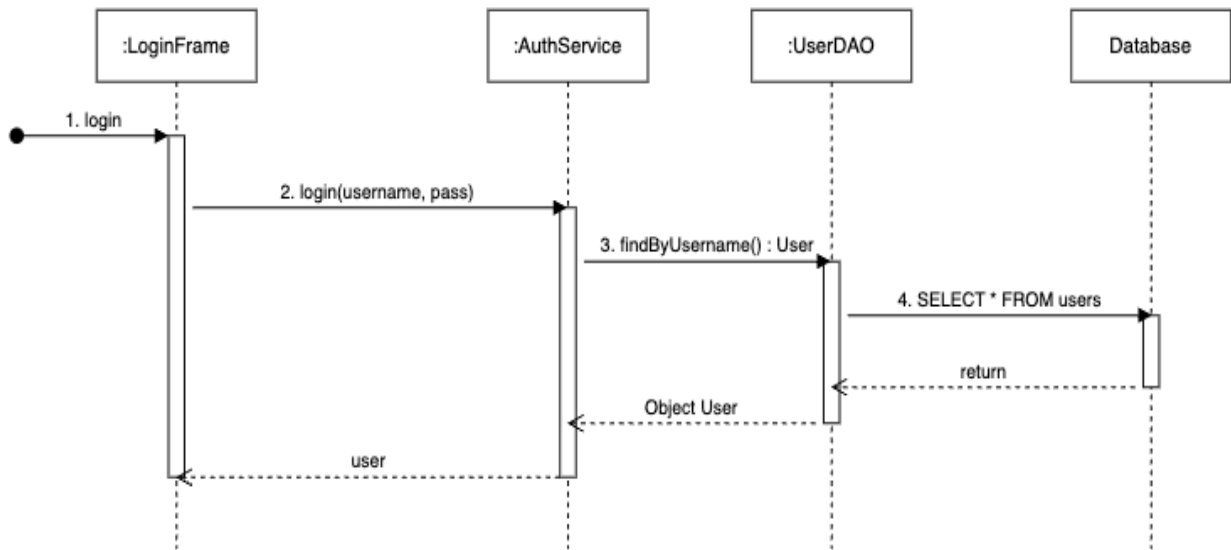 :LoginFrame
:AuthService
:UserDAO
Database
1. login
2. login(username, pass)
3. findByUsername() : User
4. SELECT * FROM users
return
Object User
user